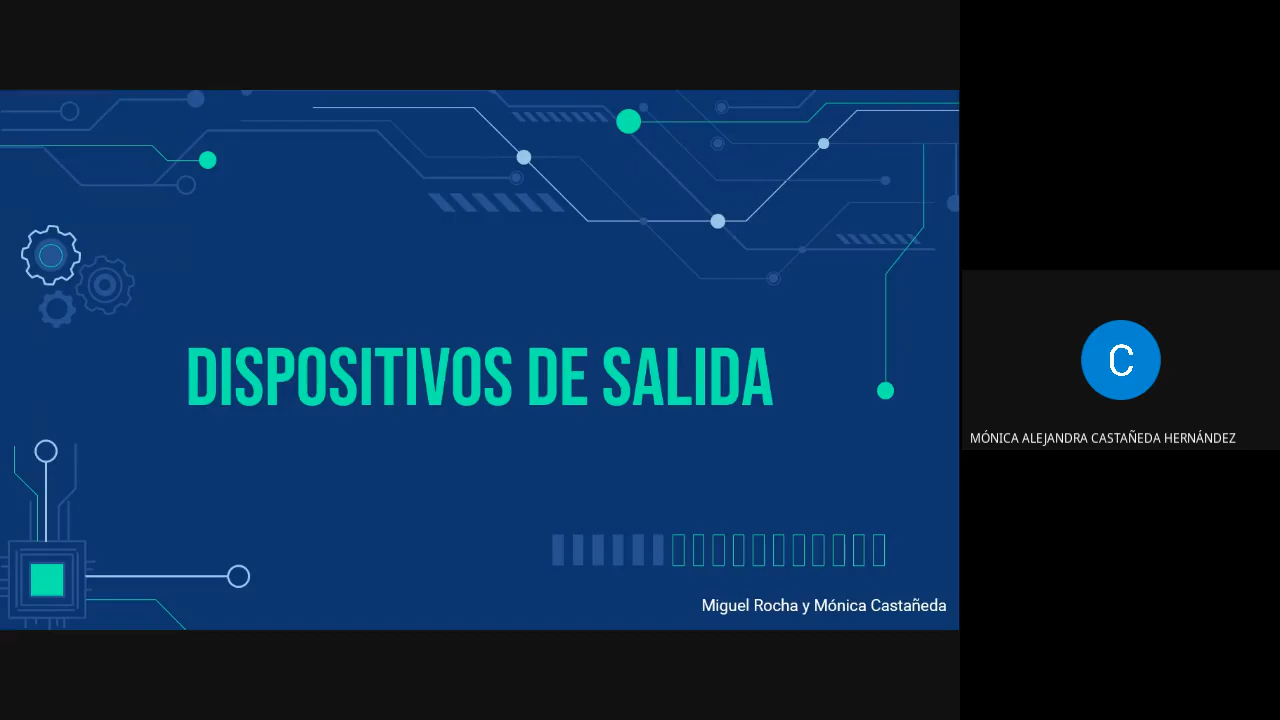 DISPOSITIVOS DE SALIDA
Miguel Rocha y Mónica Castañeda
C
MÓNICA ALEJANDRA CASTAÑEDA HERNÁNDEZ